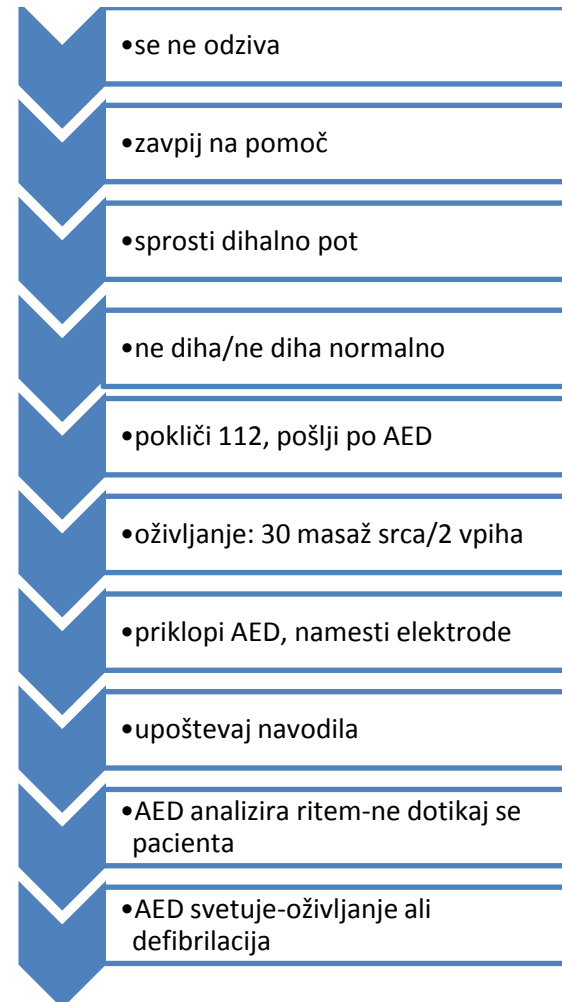 •se ne odziva
•zavpij na pomoč
•sprosti dihalno pot
•ne diha/ne diha normalno
•pokliči 112, pošlji po AED
•oživljanje: 30 masaž srca/2 vpiha
•priklopi AED, namesti elektrode
•upoštevaj navodila
•AED analizira ritem-ne dotikaj se
pacienta
•AED svetuje-oživljanje ali
defibrilacija